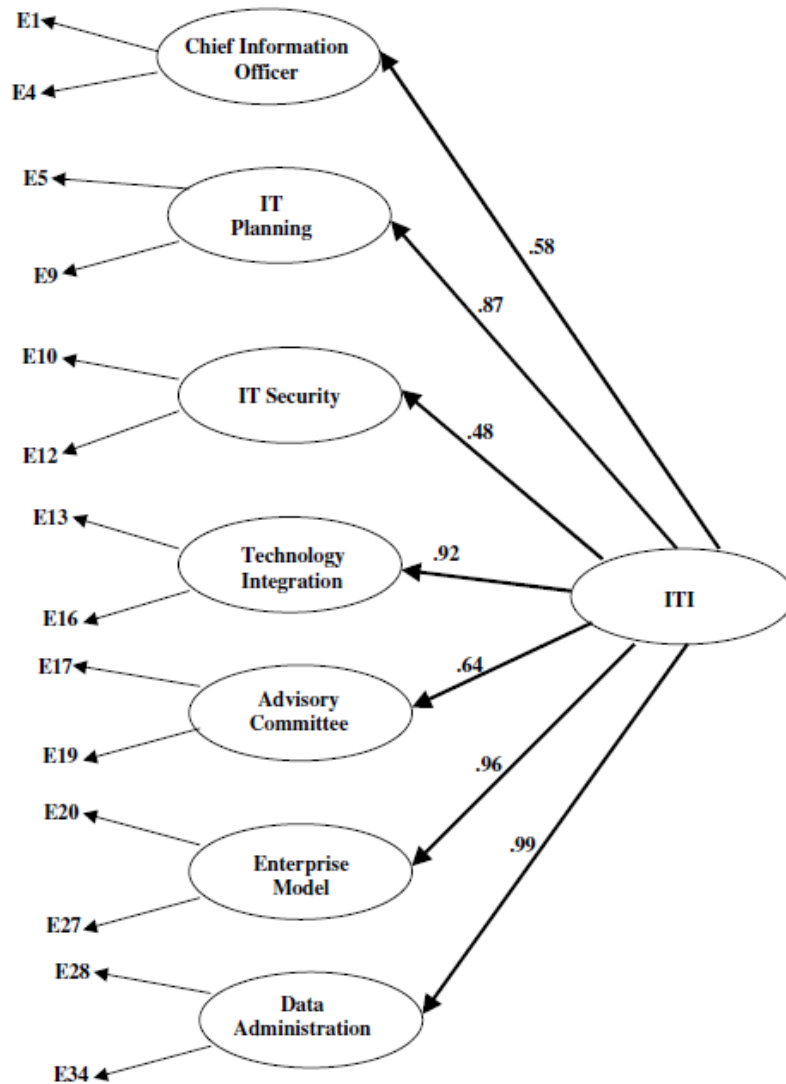 E1
Chief Information
Officer
E4
E5
IT
Planning
.58
E9
.87
E10
IT Security
.48
E12
E13
Technology
Integration
.92
ITI
E16
E17
.64
Advisory
Committee
E19
.96
E20
.99
Enterprise
Model
E27
E28
Data
Administration
E34